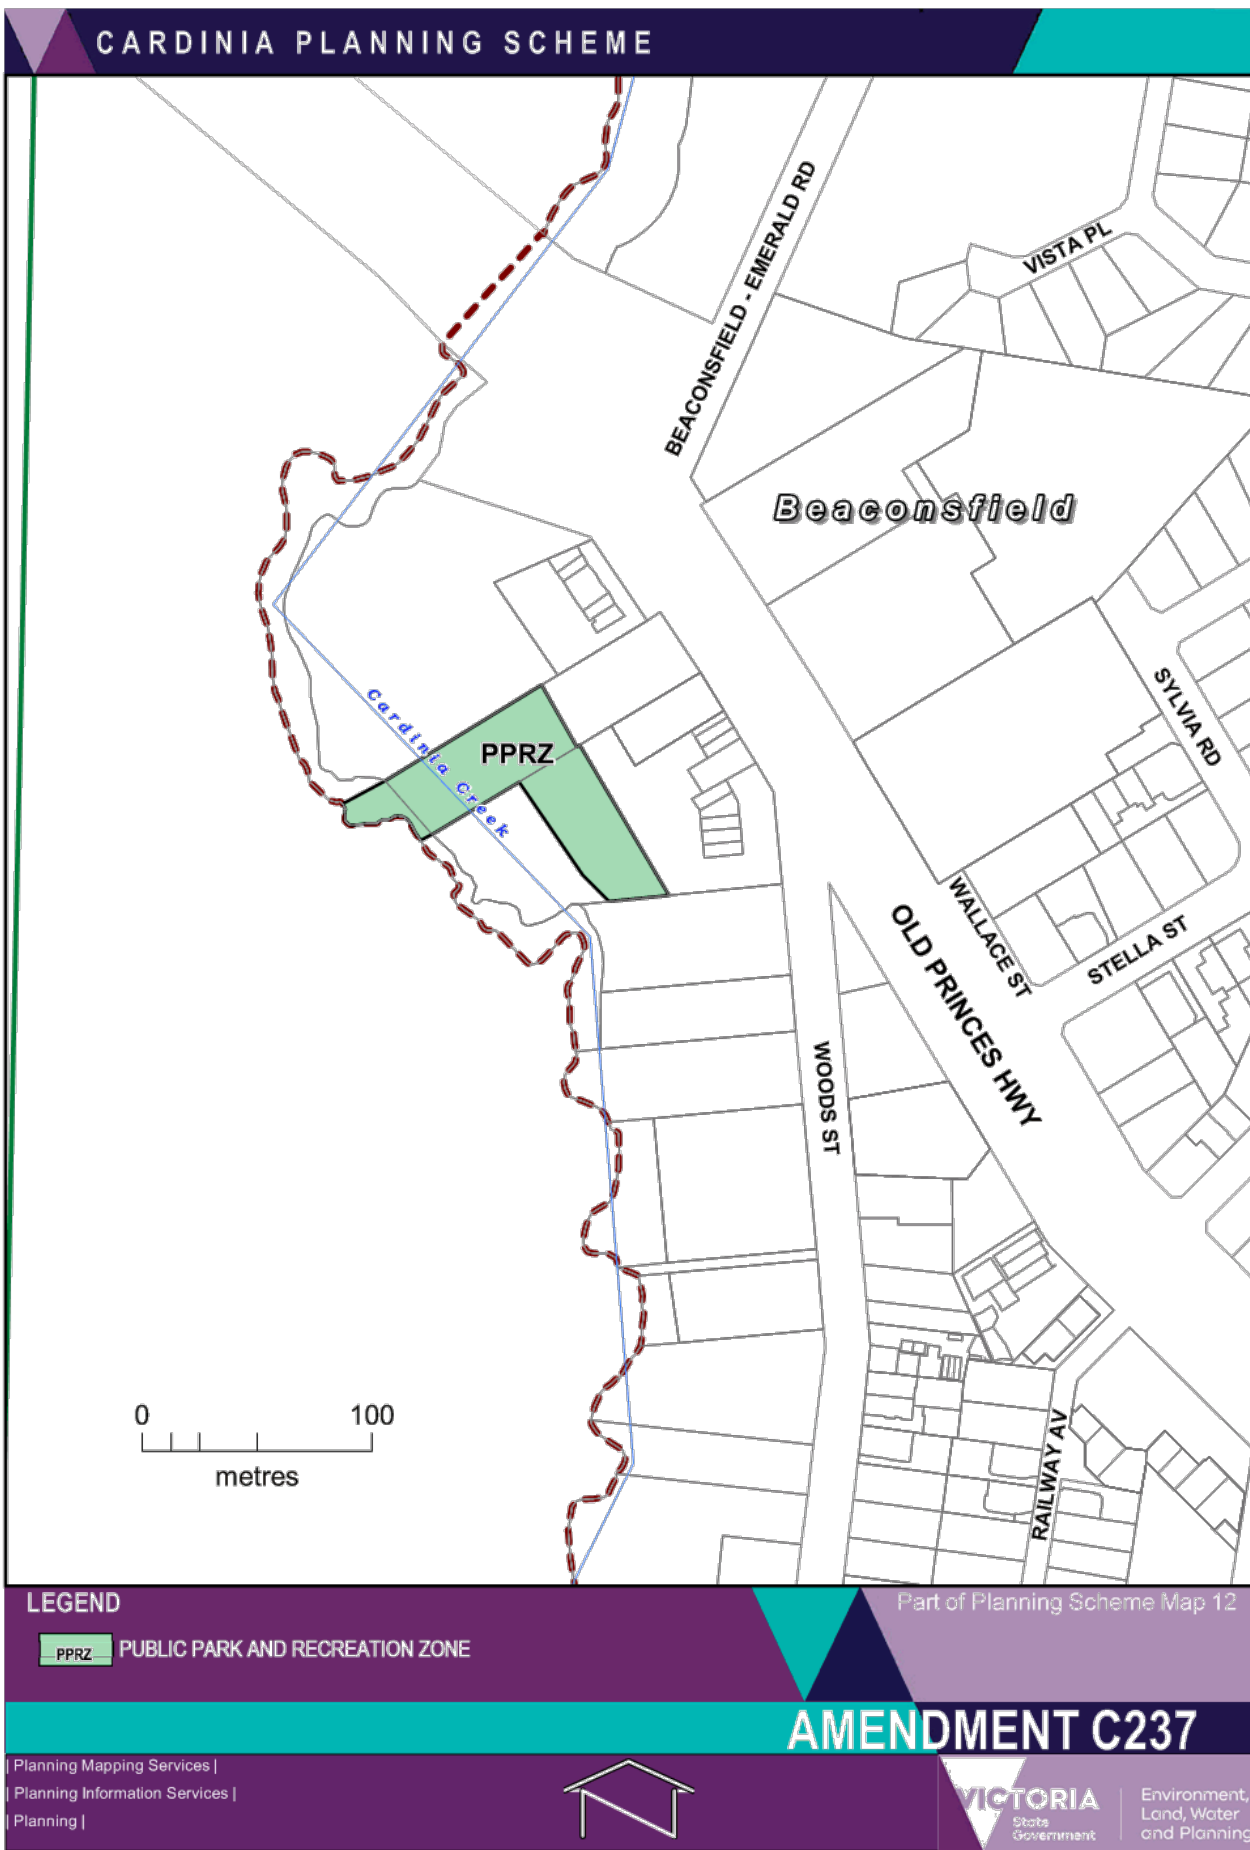 CARDINIA PLANNING SCHEME
BEACONSFIELD - EMERALD RD
VISTA PL
Beaconsfield
SYLVIA RD
Cardinia Creek
PPRZ
WALLACE ST
STELLA ST
OLD PRINCES HWY
WOODS ST
RAILWAY AV
0 100
metres
LEGEND
PPRZ PUBLIC PARK AND RECREATION ZONE
Part of Planning Scheme Map 12
AMENDMENT C237
| Planning Mapping Services |
| Planning Information Services |
| Planning |
VICTORIA
State
Government
Environment,
Land, Water
and Planning